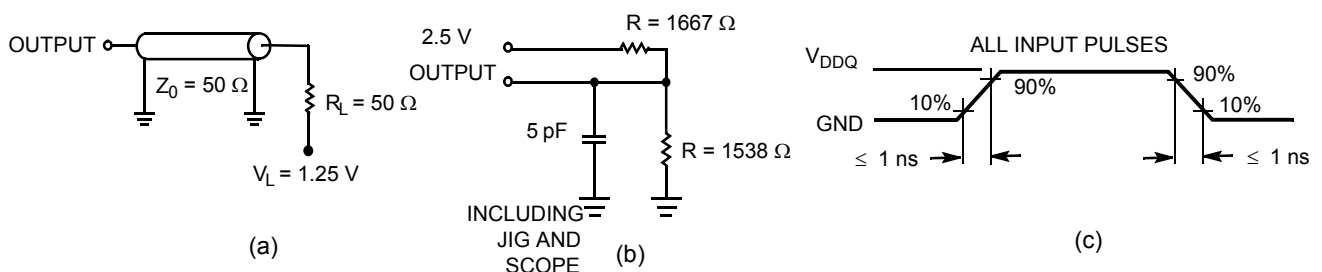 OUTPUT
Z0 = 50 Ω
RL = 50 Ω
VL = 1.25 V
(a)
R = 1667 Ω
2.5 V
OUTPUT
5 pF
R = 1538 Ω
INCLUDING
JIG AND
SCOPE
(b)
ALL INPUT PULSES
VDDQ
GND
10%
90%
90%
10%
≤ 1 ns
≤ 1 ns
(c)